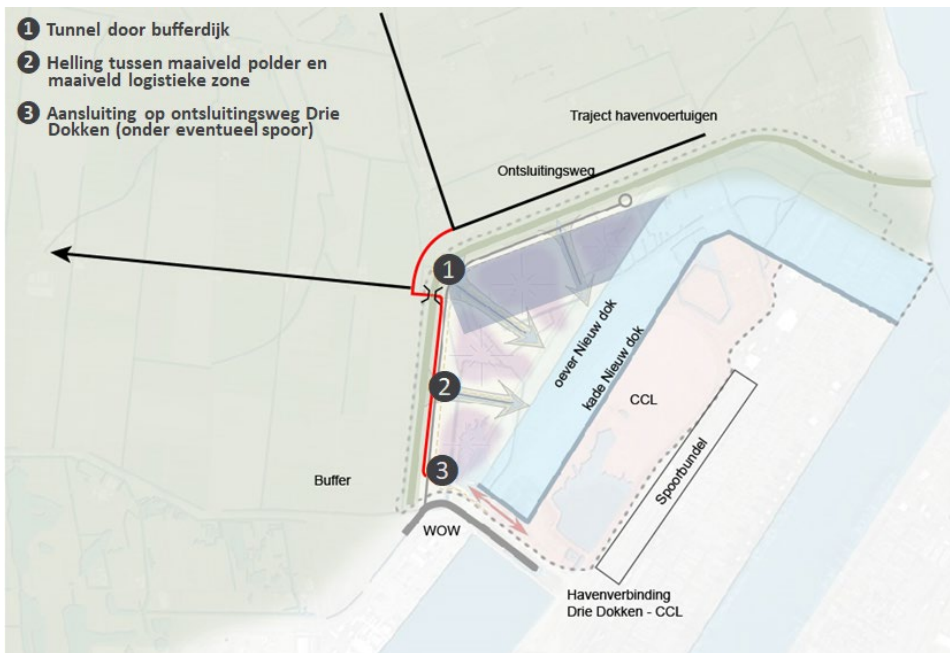 1 Tunnel door bufferdijk
2 Helling tussen maaiveld polder en
maaiveld logistieke zone
3 Aansluiting op ontsluitingsweg Drie
Dokken (onder eventueel spoor)
Traject havenvoertuigen
Ontsluitingsweg
1
oever Nieuw dok
kade Nieuw dok
2
CCL
3
Buffer
Spoorbundel
WOW
Havenverbinding
Drie Dokken - CCL